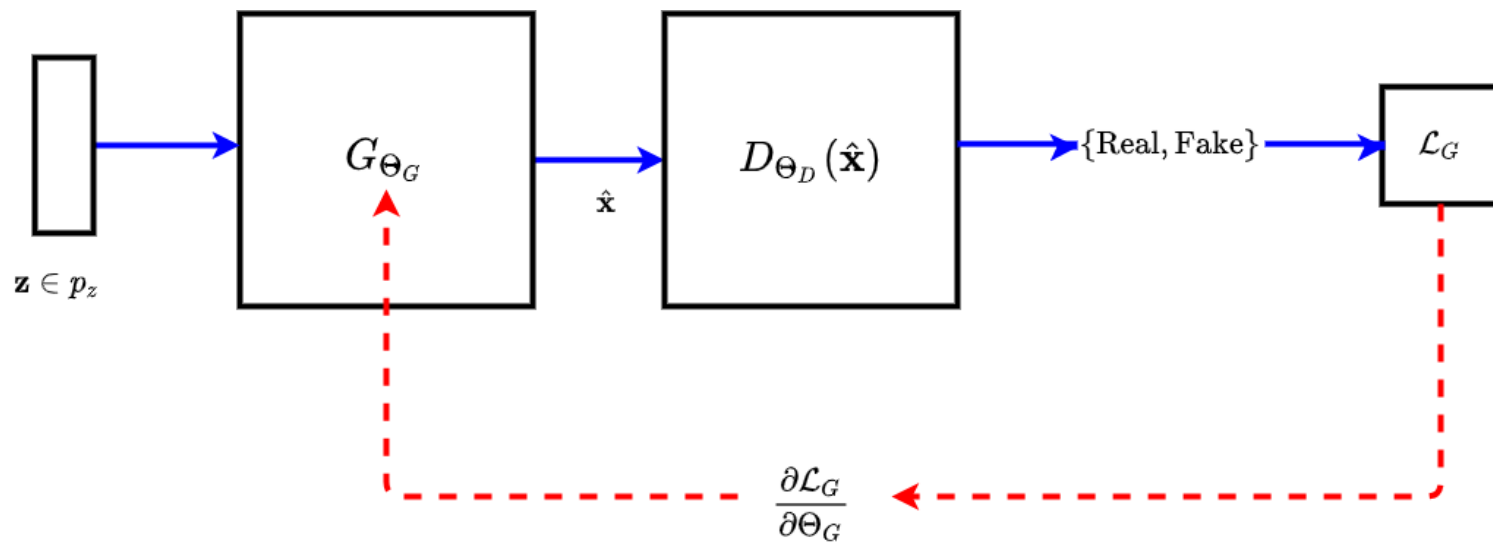 𝐳 ∈ p_z
G_{Θ_G}
𝐱̂
D_{Θ_D}(𝐱̂)
{Real, Fake}
ℒ_G
∂ℒ_G
∂Θ_G